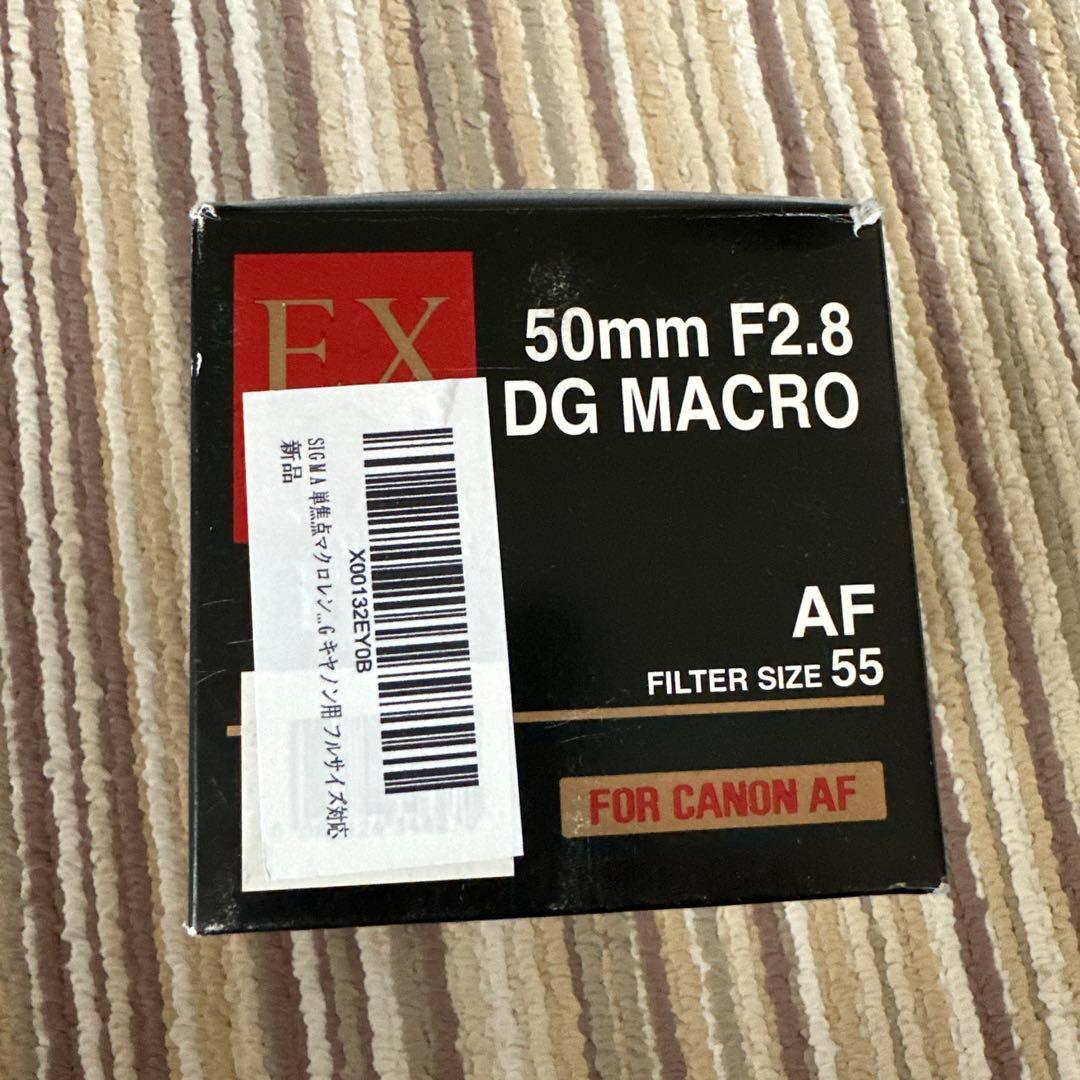 EX
50mm F2.8
DG MACRO
AF
FILTER SIZE 55
FOR CANON AF
X00132EY0B
SIGMA 単焦点マクロレン...G キヤノン用 フルサイズ対応
新品